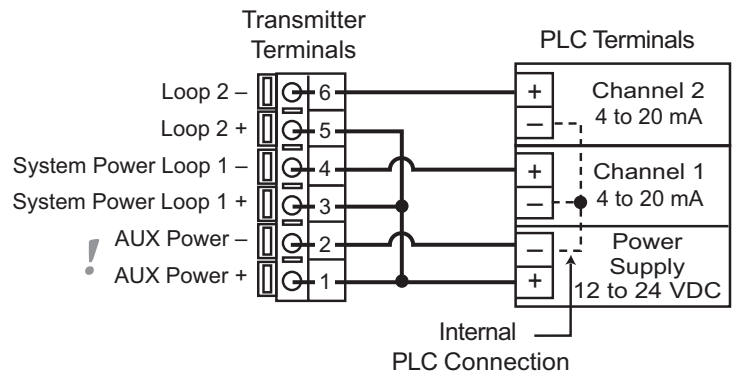 Transmitter
Terminals
PLC Terminals
Loop 2 –
6
+
Channel 2
4 to 20 mA
Loop 2 +
5
–
System Power Loop 1 –
4
+
Channel 1
4 to 20 mA
System Power Loop 1 +
3
–
!
AUX Power –
2
–
Power
Supply
12 to 24 VDC
AUX Power +
1
+
Internal
PLC Connection